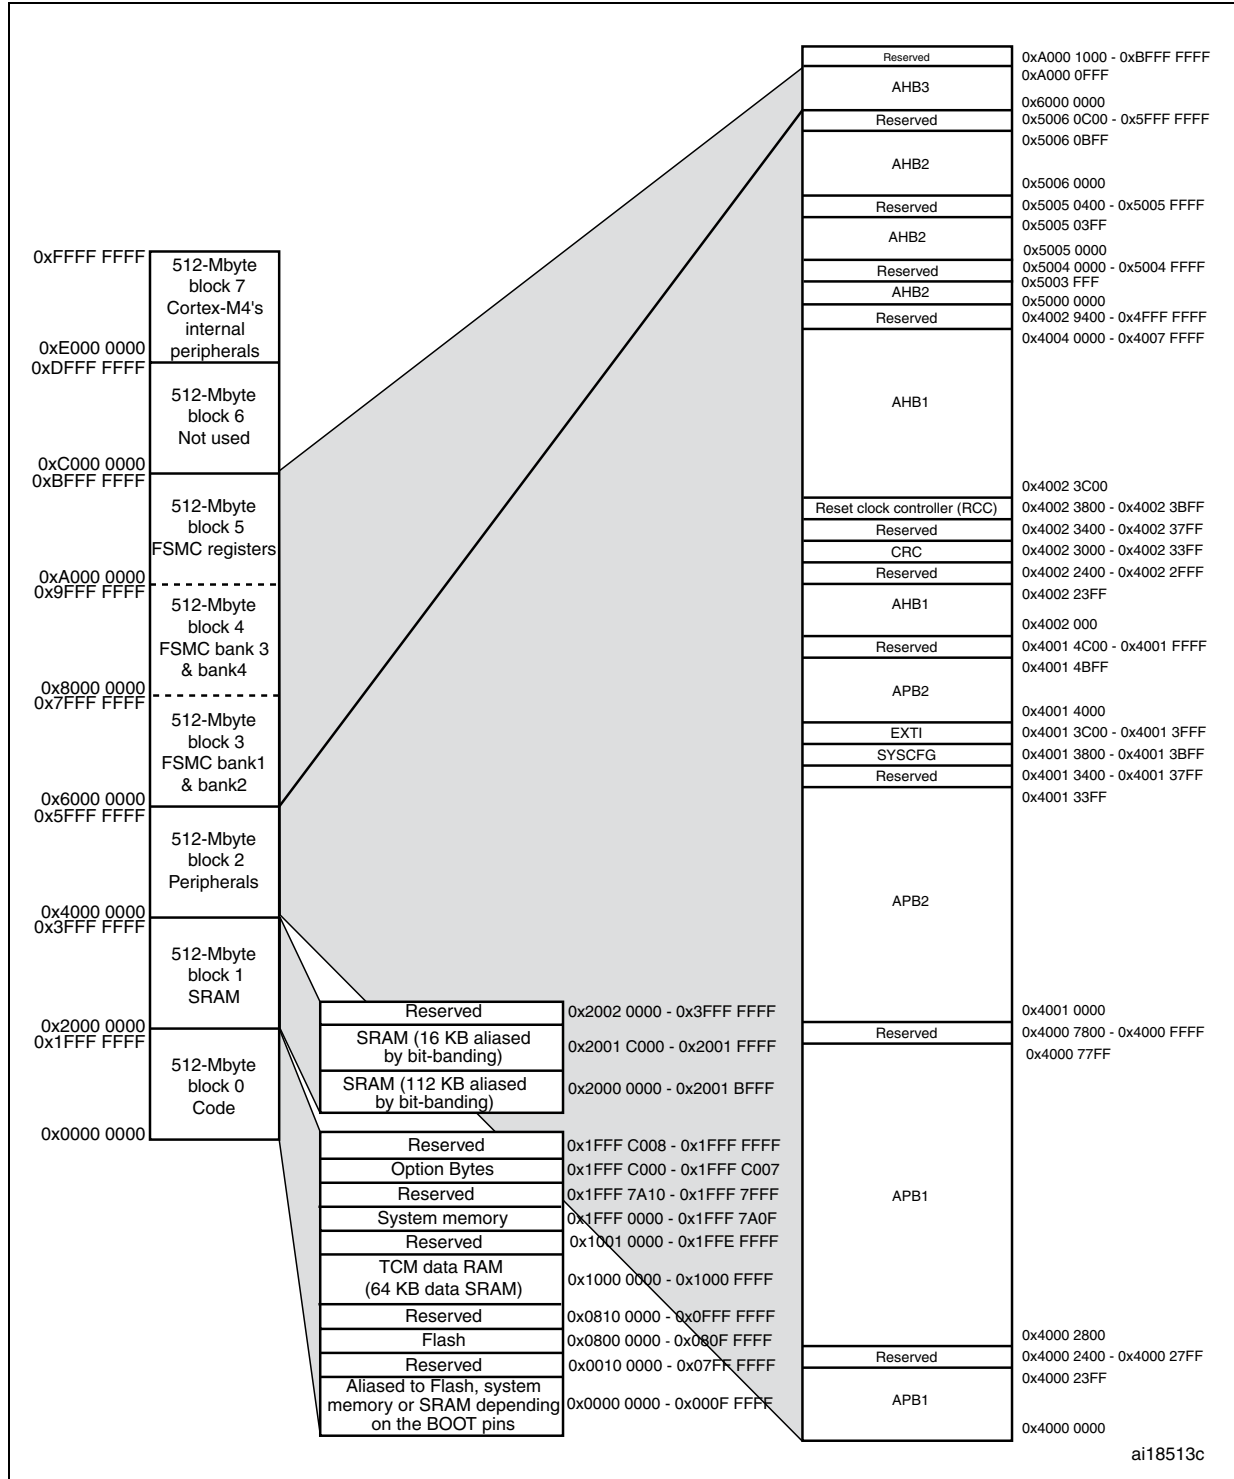 0xFFFF FFFF
512-Mbyte
block 7
Cortex-M4's
internal
peripherals
0xE000 0000
0xDFFF FFFF
512-Mbyte
block 6
Not used
0xC000 0000
0xBFFF FFFF
512-Mbyte
block 5
FSMC registers
0xA000 0000
0x9FFF FFFF
512-Mbyte
block 4
FSMC bank 3
& bank4
0x8000 0000
0x7FFF FFFF
512-Mbyte
block 3
FSMC bank1
& bank2
0x6000 0000
0x5FFF FFFF
512-Mbyte
block 2
Peripherals
0x4000 0000
0x3FFF FFFF
512-Mbyte
block 1
SRAM
0x2000 0000
0x1FFF FFFF
512-Mbyte
block 0
Code
0x0000 0000
Reserved 0x2002 0000 - 0x3FFF FFFF
SRAM (16 KB aliased
by bit-banding)
0x2001 C000 - 0x2001 FFFF
SRAM (112 KB aliased
by bit-banding)
0x2000 0000 - 0x2001 BFFF
Reserved 0x1FFF C008 - 0x1FFF FFFF
Option Bytes 0x1FFF C000 - 0x1FFF C007
Reserved 0x1FFF 7A10 - 0x1FFF 7FFF
System memory 0x1FFF 0000 - 0x1FFF 7A0F
Reserved 0x1001 0000 - 0x1FFE FFFF
TCM data RAM
(64 KB data SRAM)
0x1000 0000 - 0x1000 FFFF
Reserved 0x0810 0000 - 0x0FFF FFFF
Flash 0x0800 0000 - 0x080F FFFF
Reserved 0x0010 0000 - 0x07FF FFFF
Aliased to Flash, system
memory or SRAM depending
on the BOOT pins
0x0000 0000 - 0x000F FFFF
Reserved 0xA000 1000 - 0xBFFF FFFF
0xA000 0FFF
AHB3
0x6000 0000
Reserved 0x5006 0C00 - 0x5FFF FFFF
0x5006 0BFF
AHB2
0x5006 0000
Reserved 0x5005 0400 - 0x5005 FFFF
0x5005 03FF
AHB2
0x5005 0000
Reserved 0x5004 0000 - 0x5004 FFFF
0x5003 FFF
AHB2
0x5000 0000
Reserved 0x4002 9400 - 0x4FFF FFFF
0x4004 0000 - 0x4007 FFFF
AHB1
0x4002 3C00
Reset clock controller (RCC) 0x4002 3800 - 0x4002 3BFF
Reserved 0x4002 3400 - 0x4002 37FF
CRC 0x4002 3000 - 0x4002 33FF
Reserved 0x4002 2400 - 0x4002 2FFF
0x4002 23FF
AHB1
0x4002 000
Reserved 0x4001 4C00 - 0x4001 FFFF
0x4001 4BFF
APB2
0x4001 4000
EXTI 0x4001 3C00 - 0x4001 3FFF
SYSCFG 0x4001 3800 - 0x4001 3BFF
Reserved 0x4001 3400 - 0x4001 37FF
0x4001 33FF
APB2
0x4001 0000
Reserved 0x4000 7800 - 0x4000 FFFF
0x4000 77FF
APB1
0x4000 2800
Reserved 0x4000 2400 - 0x4000 27FF
0x4000 23FF
APB1
0x4000 0000
ai18513c